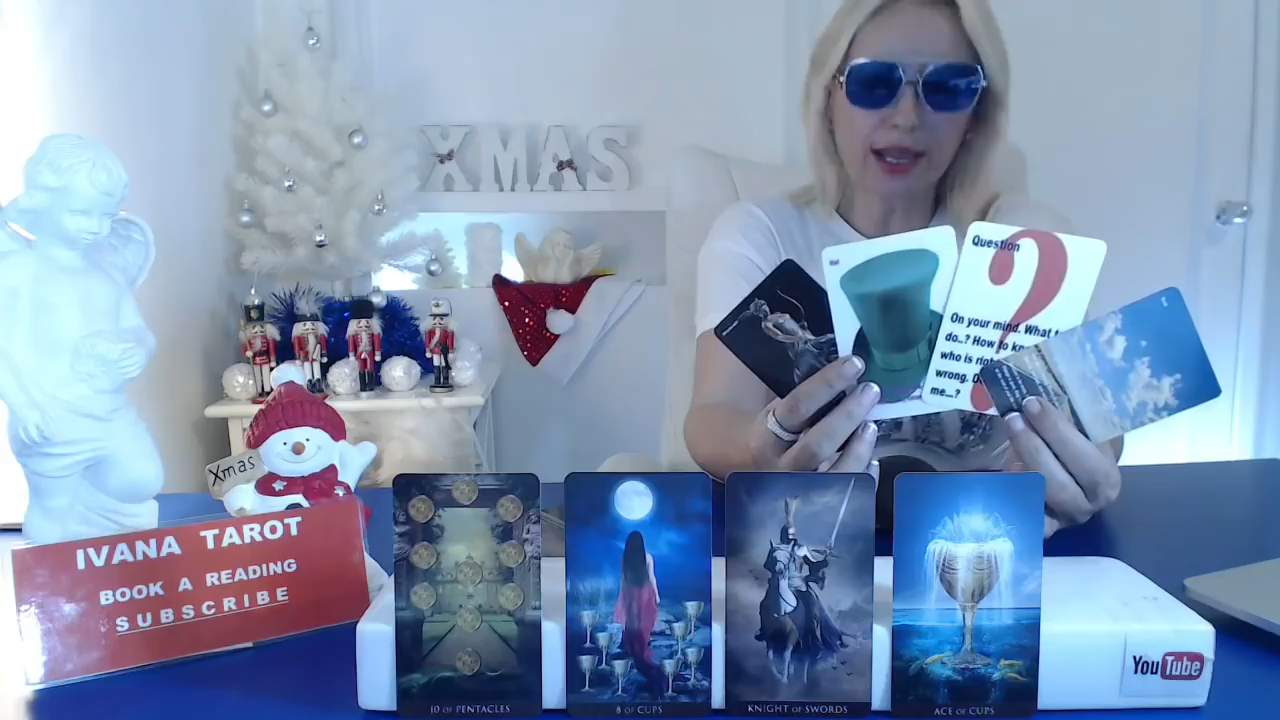 XMAS
Hat
Question
?
On your mind. What t
do..? How to kn
who is righ
wrong. D
me...?
Xmas
IVANA TAROT
BOOK A READING
SUBSCRIBE
10 OF PENTACLES
8 OF CUPS
KNIGHT OF SWORDS
ACE OF CUPS
YouTube